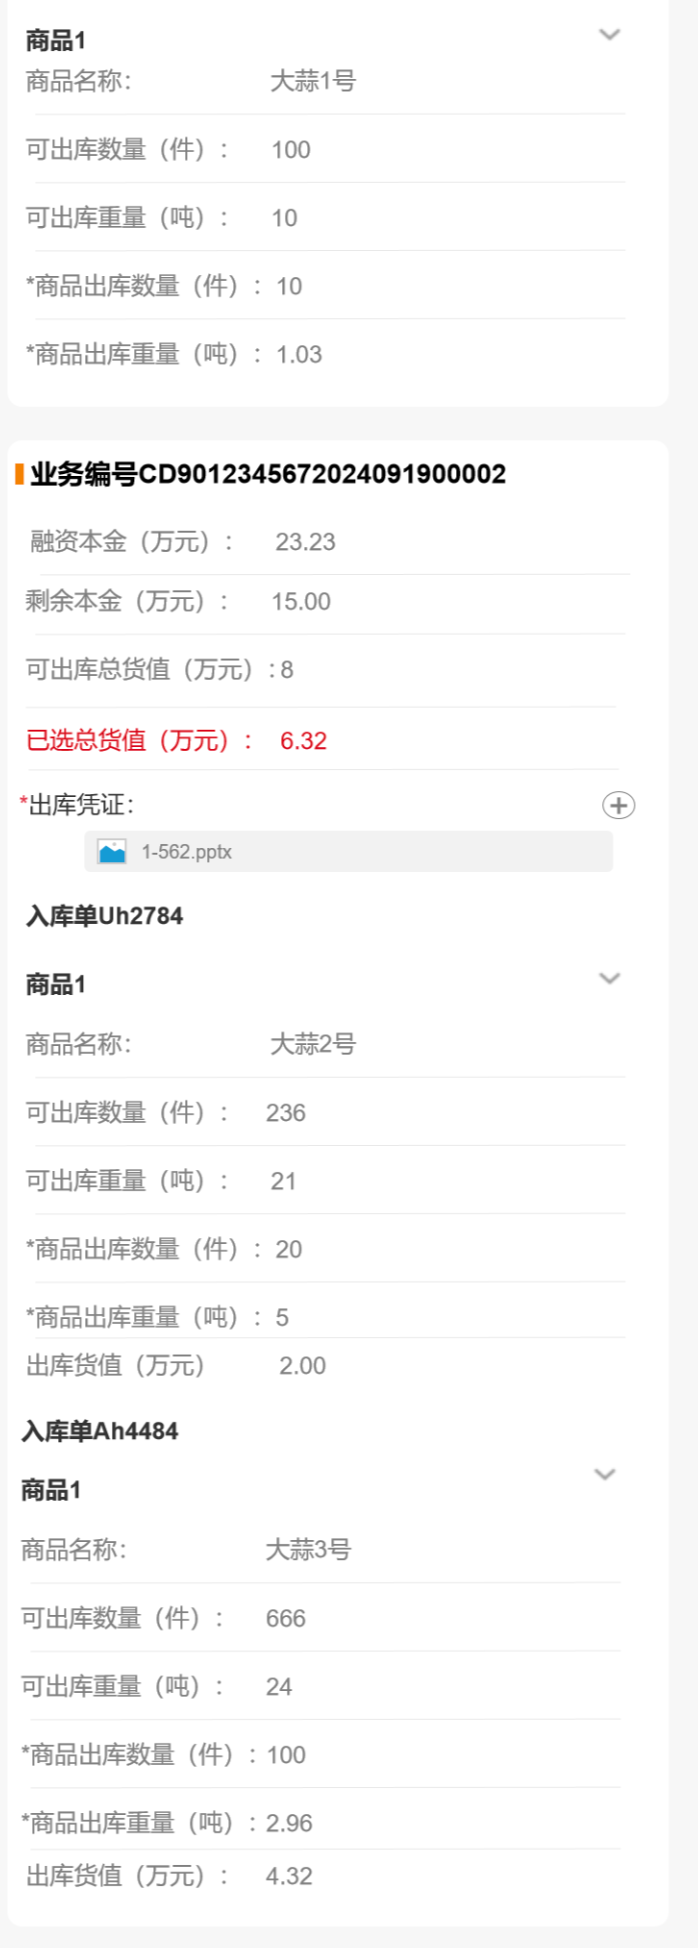 商品1
商品名称： 大蒜1号
可出库数量（件）： 100
可出库重量（吨）： 10
*商品出库数量（件）：10
*商品出库重量（吨）：1.03
业务编号CD9012345672024091900002
融资本金（万元）： 23.23
剩余本金（万元）： 15.00
可出库总货值（万元）:8
已选总货值（万元）： 6.32
*出库凭证：
1-562.pptx
入库单Uh2784
商品1
商品名称： 大蒜2号
可出库数量（件）： 236
可出库重量（吨）： 21
*商品出库数量（件）：20
*商品出库重量（吨）：5
出库货值（万元） 2.00
入库单Ah4484
商品1
商品名称： 大蒜3号
可出库数量（件）： 666
可出库重量（吨）： 24
*商品出库数量（件）：100
*商品出库重量（吨）：2.96
出库货值（万元）： 4.32